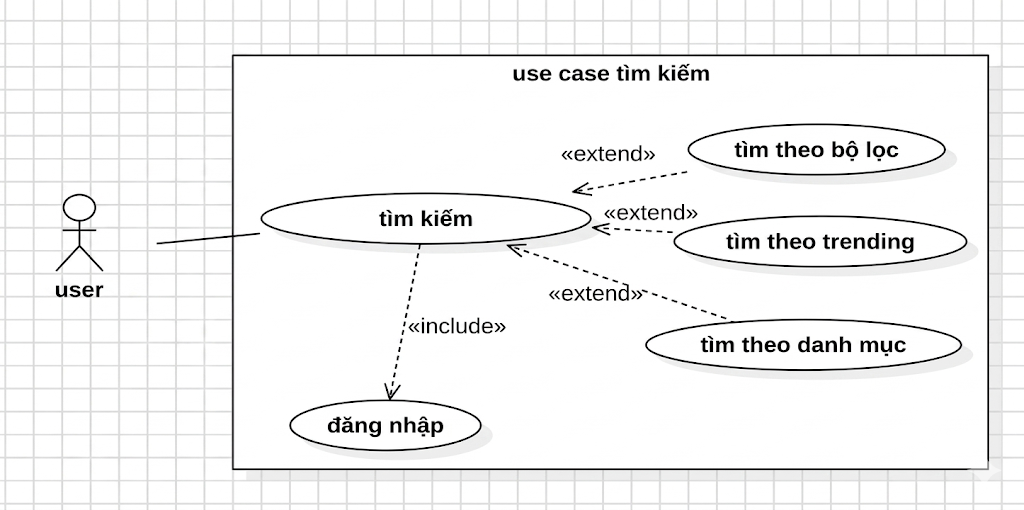 use case tìm kiếm
«extend»
tìm theo bộ lọc
tìm kiếm
«extend»
tìm theo trending
user
«extend»
«include»
tìm theo danh mục
đăng nhập